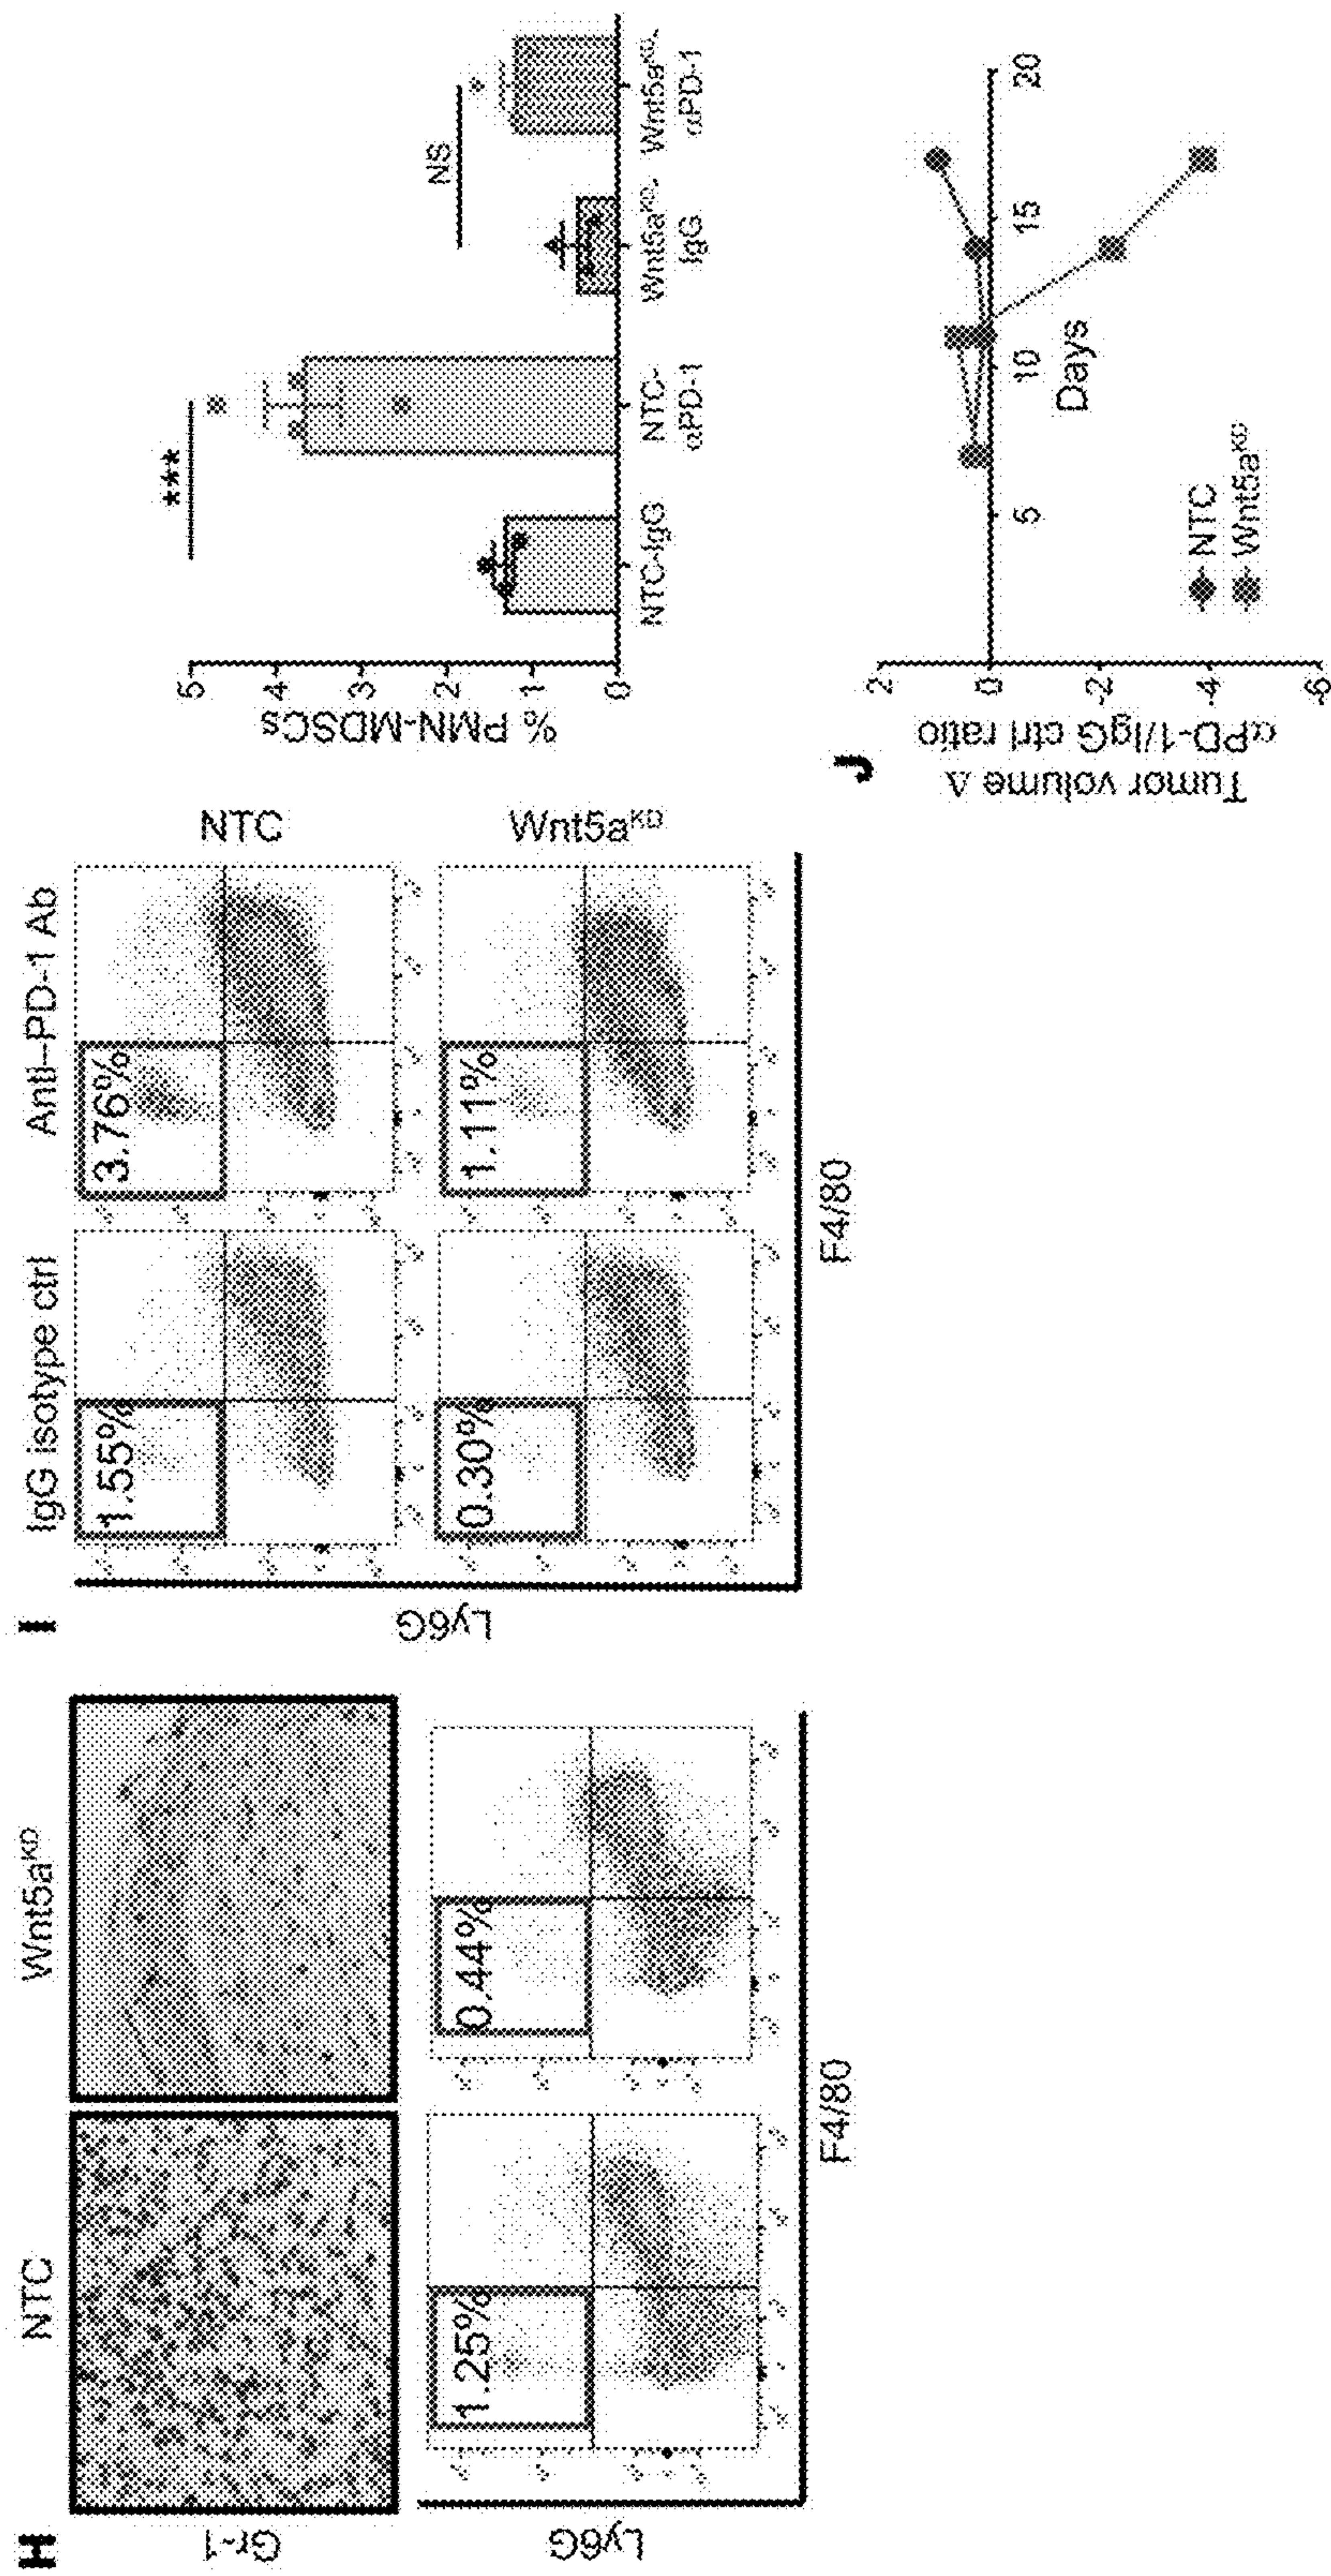 H
NTC
Wnt5aKD
Gr-1
Ly6G
1.25%
0.44%
F4/80
I
IgG isotype ctrl
Anti–PD-1 Ab
Ly6G
1.55%
3.76%
NTC
0.30%
1.11%
Wnt5aKD
F4/80
% PMN-MDSCs
5
4
3
2
1
0
***
NS
NTC-IgG
NTC-
αPD-1
Wnt5aKD-
IgG
Wnt5aKD-
αPD-1
J
Tumor volume Δ
αPD-1/IgG ctrl ratio
2
0
-2
-4
-6
5
10
15
20
Days
NTC
Wnt5aKD